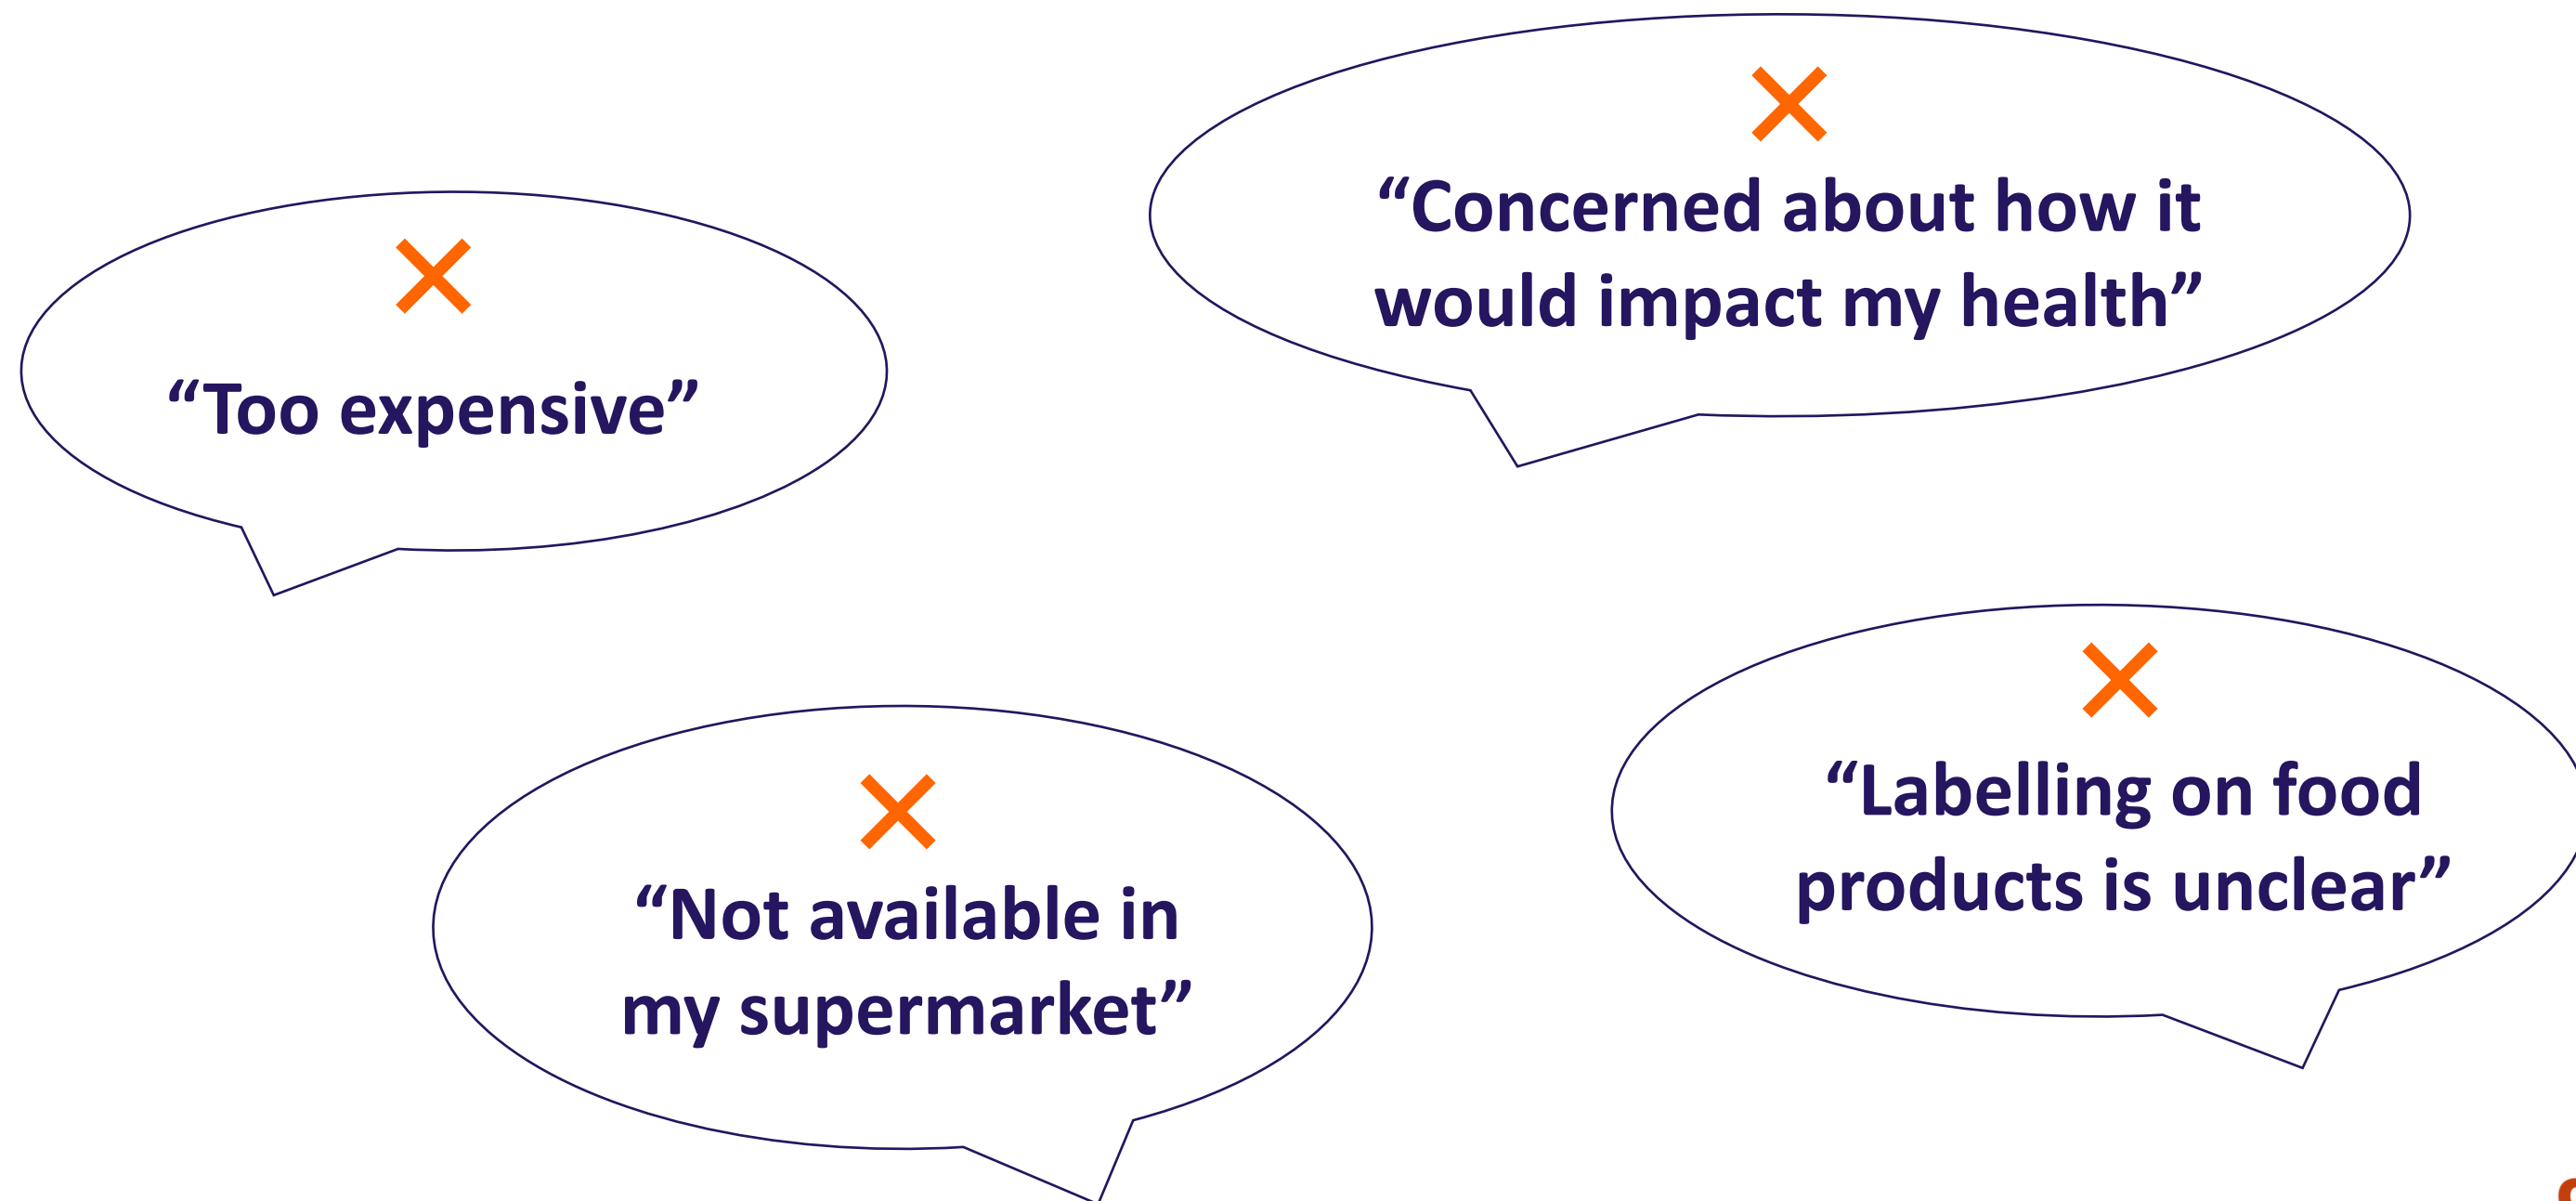 “Concerned about how it
would impact my health”
“Too expensive”
“Labelling on food
products is unclear”
“Not available in
my supermarket”